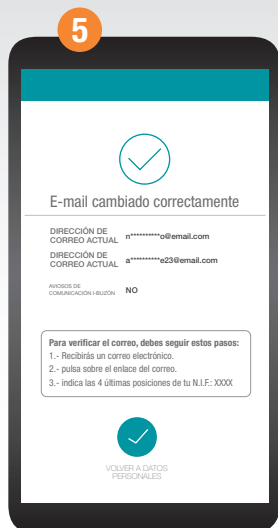 5
E-mail cambiado correctamente
DIRECCIÓN DE
CORREO ACTUAL n**********o@email.com
DIRECCIÓN DE
CORREO ACTUAL a**********e23@email.com
AVIOSOS DE
COMUNICACIÓN I-BUZÓN NO
Para verificar el correo, debes seguir estos pasos:
1.- Recibirás un correo electrónico.
2.- pulsa sobre el enlace del correo.
3.- indica las 4 últimas posiciones de tu N.I.F.: XXXX
VOLVER A DATOS
PERSONALES